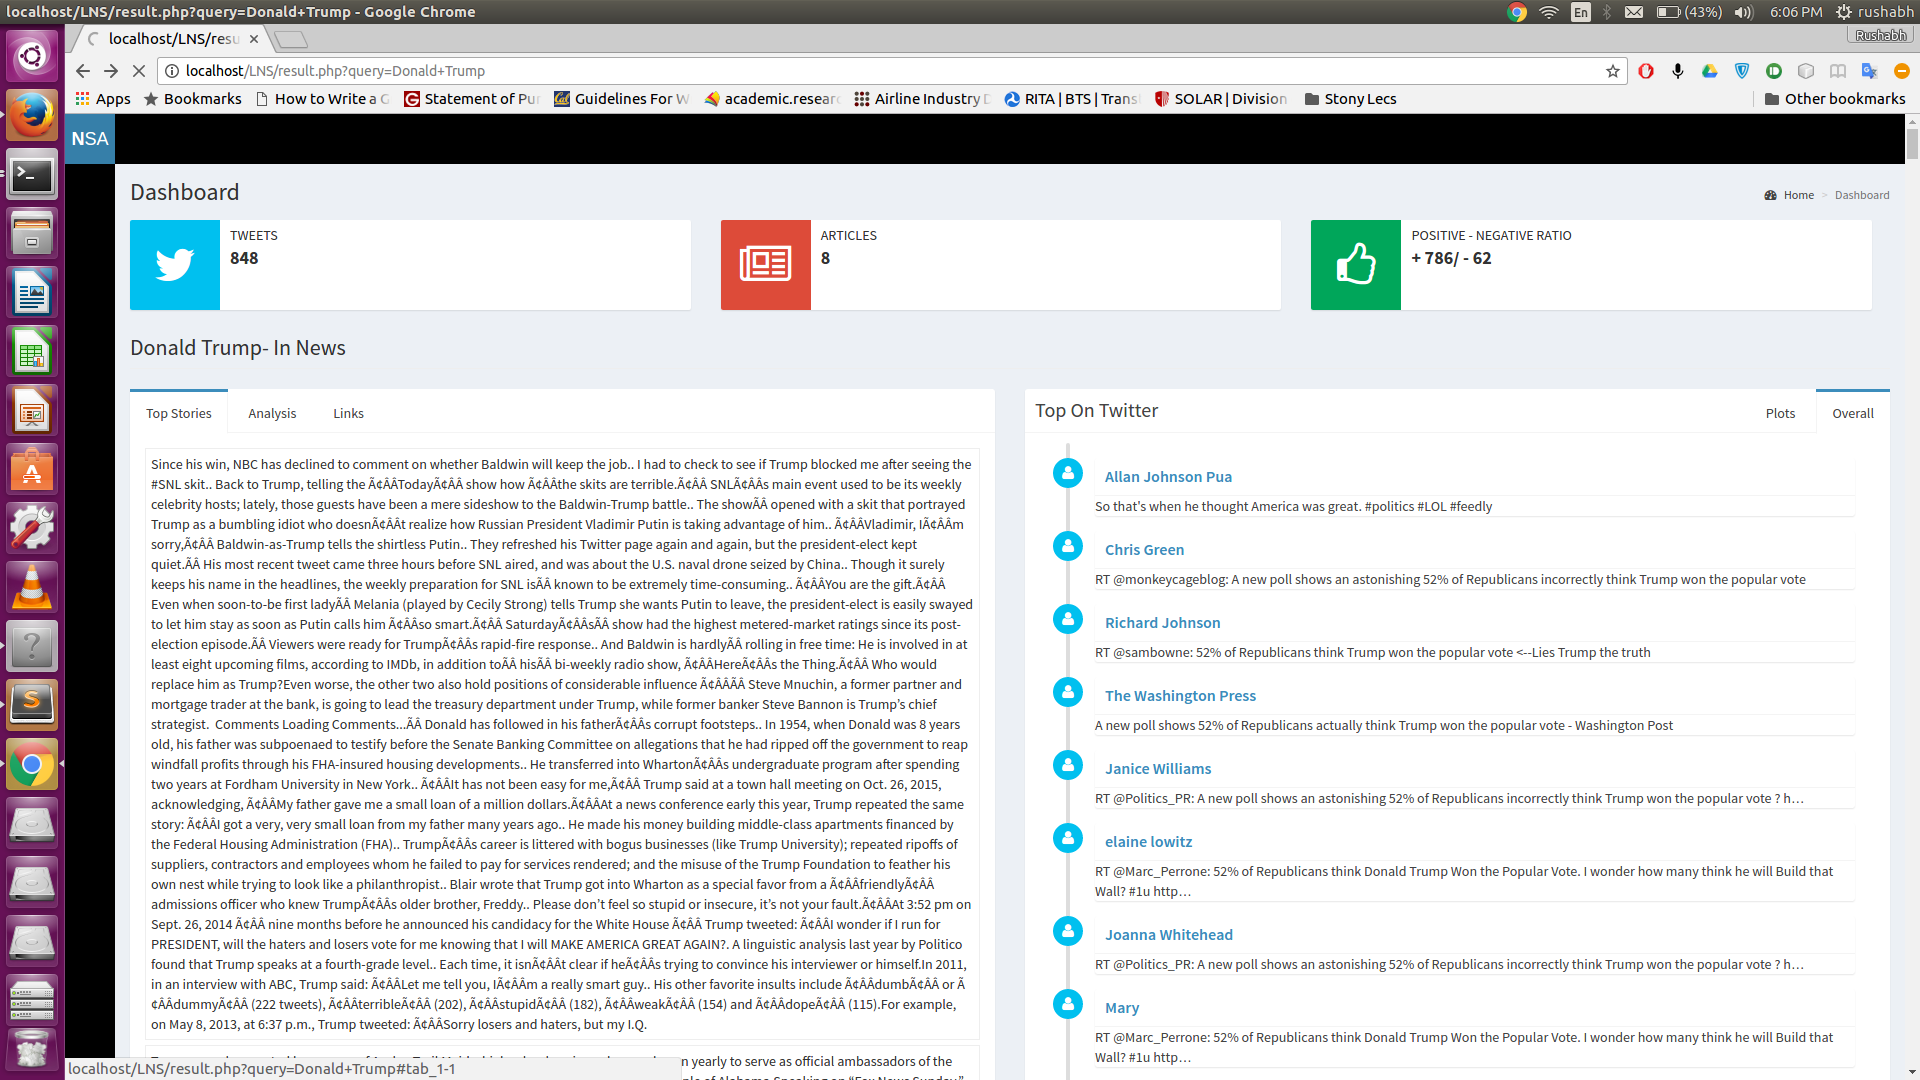 localhost/LNS/result.php?query=Donald+Trump - Google Chrome
En
(43%)
6:06 PM
rushabh
localhost/LNS/resu
Rushabh
localhost/LNS/result.php?query=Donald+Trump
Apps
Bookmarks
How to Write a
Statement of Pur
Guidelines For W
academic.resear
Airline Industry
RITA | BTS | Trans
SOLAR | Division
Stony Lecs
Other bookmarks
NSA
Dashboard
Home > Dashboard
TWEETS
848
ARTICLES
8
POSITIVE - NEGATIVE RATIO
+ 786/ - 62
Donald Trump- In News
Top Stories
Analysis
Links
Since his win, NBC has declined to comment on whether Baldwin will keep the job.. I had to check to see if Trump blocked me after seeing the
#SNL skit.. Back to Trump, telling the Ã¢ÂÂTodayÃ¢ÂÂ show how Ã¢ÂÂthe skits are terrible.Ã¢ÂÂ SNLÃ¢ÂÂs main event used to be its weekly
celebrity hosts; lately, those guests have been a mere sideshow to the Baldwin-Trump battle.. The showÃÂ opened with a skit that portrayed
Trump as a bumbling idiot who doesnÃ¢ÂÂt realize how Russian President Vladimir Putin is taking advantage of him.. Ã¢ÂÂVladimir, IÃ¢ÂÂm
sorry,Ã¢ÂÂ Baldwin-as-Trump tells the shirtless Putin.. They refreshed his Twitter page again and again, but the president-elect kept
quiet.ÃÂ His most recent tweet came three hours before SNL aired, and was about the U.S. naval drone seized by China.. Though it surely
keeps his name in the headlines, the weekly preparation for SNL isÃÂ known to be extremely time-consuming.. Ã¢ÂÂYou are the gift.Ã¢ÂÂ
Even when soon-to-be first ladyÃÂ Melania (played by Cecily Strong) tells Trump she wants Putin to leave, the president-elect is easily swayed
to let him stay as soon as Putin calls him Ã¢ÂÂso smart.Ã¢ÂÂ SaturdayÃ¢ÂÂsÃÂ show had the highest metered-market ratings since its post-
election episode.ÃÂ Viewers were ready for TrumpÃ¢ÂÂs rapid-fire response.. And Baldwin is hardlyÃÂ rolling in free time: He is involved in at
least eight upcoming films, according to IMDb, in addition toÃÂ hisÃÂ bi-weekly radio show, Ã¢ÂÂHereÃ¢ÂÂs the Thing.Ã¢ÂÂ Who would
replace him as Trump?Even worse, the other two also hold positions of considerable influence Ã¢ÂÂÃÂ Steve Mnuchin, a former partner and
mortgage trader at the bank, is going to lead the treasury department under Trump, while former banker Steve Bannon is Trump’s chief
strategist.  Comments Loading Comments...ÃÂ Donald has followed in his fatherÃ¢ÂÂs corrupt footsteps.. In 1954, when Donald was 8 years
old, his father was subpoenaed to testify before the Senate Banking Committee on allegations that he had ripped off the government to reap
windfall profits through his FHA-insured housing developments.. He transferred into WhartonÃ¢ÂÂs undergraduate program after spending
two years at Fordham University in New York.. Ã¢ÂÂIt has not been easy for me,Ã¢ÂÂ Trump said at a town hall meeting on Oct. 26, 2015,
acknowledging, Ã¢ÂÂMy father gave me a small loan of a million dollars.Ã¢ÂÂAt a news conference early this year, Trump repeated the same
story: Ã¢ÂÂI got a very, very small loan from my father many years ago.. He made his money building middle-class apartments financed by
the Federal Housing Administration (FHA).. TrumpÃ¢ÂÂs career is littered with bogus businesses (like Trump University); repeated ripoffs of
suppliers, contractors and employees whom he failed to pay for services rendered; and the misuse of the Trump Foundation to feather his
own nest while trying to look like a philanthropist.. Blair wrote that Trump got into Wharton as a special favor from a Ã¢ÂÂfriendlyÃ¢ÂÂ
admissions officer who knew TrumpÃ¢ÂÂs older brother, Freddy.. Please don’t feel so stupid or insecure, it’s not your fault.Ã¢ÂÂAt 3:52 pm on
Sept. 26, 2014 Ã¢ÂÂ nine months before he announced his candidacy for the White House Ã¢ÂÂ Trump tweeted: Ã¢ÂÂI wonder if I run for
PRESIDENT, will the haters and losers vote for me knowing that I will MAKE AMERICA GREAT AGAIN?. A linguistic analysis last year by Politico
found that Trump speaks at a fourth-grade level.. Each time, it isnÃ¢ÂÂt clear if heÃ¢ÂÂs trying to convince his interviewer or himself.In 2011,
in an interview with ABC, Trump said: Ã¢ÂÂLet me tell you, IÃ¢ÂÂm a really smart guy.. His other favorite insults include Ã¢ÂÂdumbÃ¢ÂÂ or Ã
¢ÂÂdummyÃ¢ÂÂ (222 tweets), Ã¢ÂÂterribleÃ¢ÂÂ (202), Ã¢ÂÂstupidÃ¢ÂÂ (182), Ã¢ÂÂweakÃ¢ÂÂ (154) and Ã¢ÂÂdopeÃ¢ÂÂ (115).For example,
on May 8, 2013, at 6:37 p.m., Trump tweeted: Ã¢ÂÂSorry losers and haters, but my I.Q.
n yearly to serve as official ambassadors of the
Top On Twitter
Plots
Overall
Allan Johnson Pua
So that's when he thought America was great. #politics #LOL #feedly
Chris Green
RT @monkeycageblog: A new poll shows an astonishing 52% of Republicans incorrectly think Trump won the popular vote
Richard Johnson
RT @sambowne: 52% of Republicans think Trump won the popular vote <--Lies Trump the truth
The Washington Press
A new poll shows 52% of Republicans actually think Trump won the popular vote - Washington Post
Janice Williams
RT @Politics_PR: A new poll shows an astonishing 52% of Republicans incorrectly think Trump won the popular vote ? h…
elaine lowitz
RT @Marc_Perrone: 52% of Republicans think Donald Trump Won the Popular Vote. I wonder how many think he will Build that
Wall? #1u http…
Joanna Whitehead
RT @Politics_PR: A new poll shows an astonishing 52% of Republicans incorrectly think Trump won the popular vote ? h…
Mary
RT @Marc_Perrone: 52% of Republicans think Donald Trump Won the Popular Vote. I wonder how many think he will Build that
Wall? #1u http…
localhost/LNS/result.php?query=Donald+Trump#tab_1-1